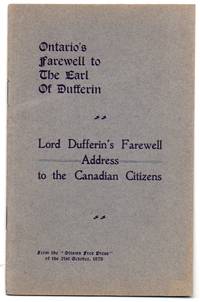 Ontario's
Farewell to
The Earl
Of Dufferin
Lord Dufferin's Farewell
Address
to the Canadian Citizens
From the "Ottawa Free Press"
of the 21st October, 1878